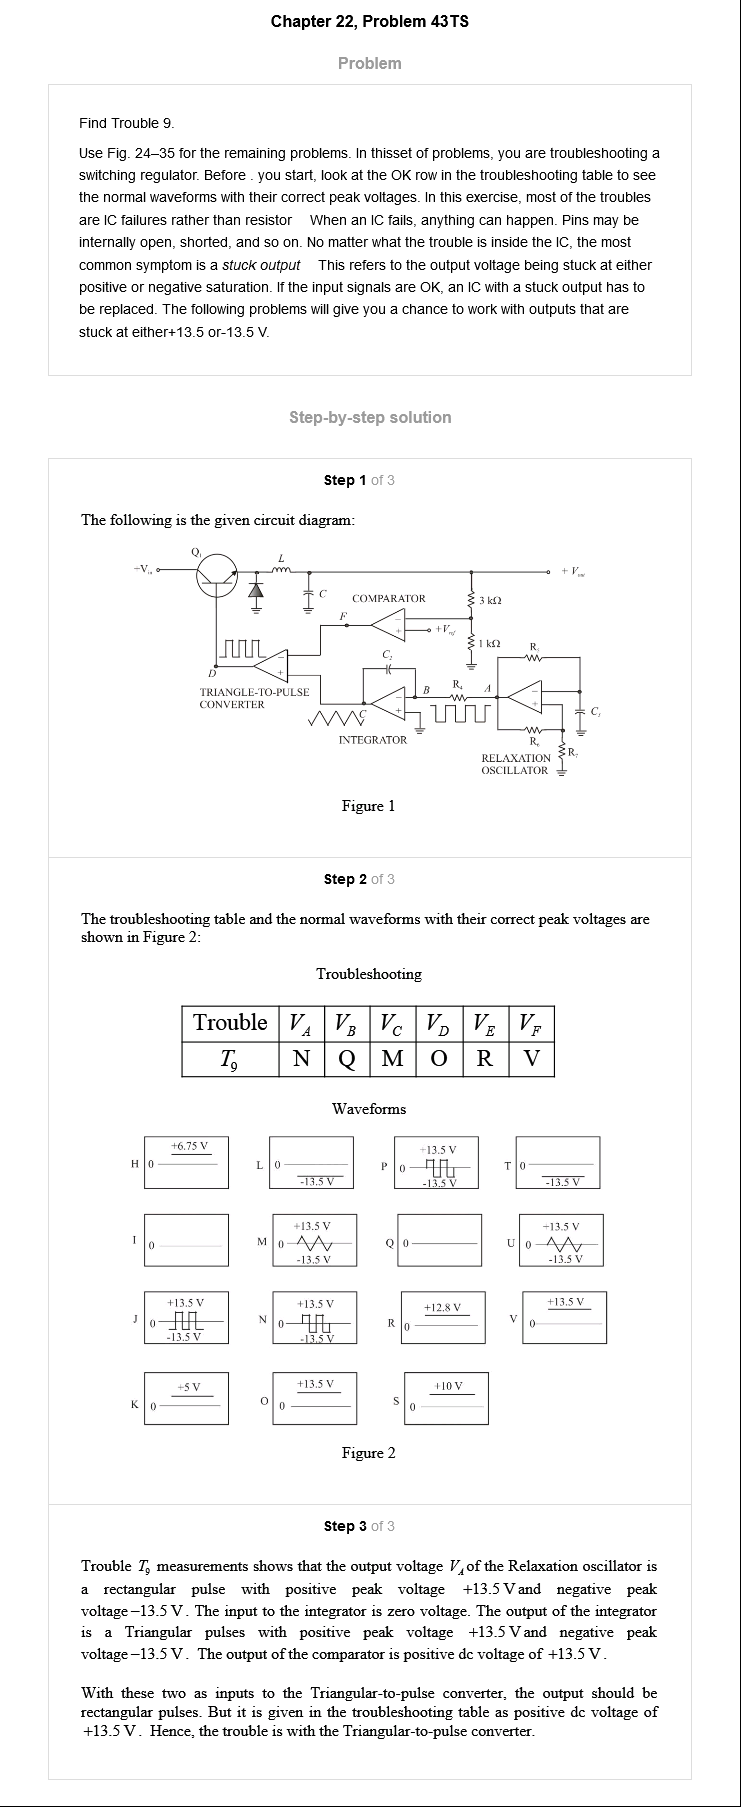 Chapter 22, Problem 43TS
Problem
Find Trouble 9.
Use Fig. 24–35 for the remaining problems. In thisset of problems, you are troubleshooting a
switching regulator. Before . you start, look at the OK row in the troubleshooting table to see
the normal waveforms with their correct peak voltages. In this exercise, most of the troubles
are IC failures rather than resistor When an IC fails, anything can happen. Pins may be
internally open, shorted, and so on. No matter what the trouble is inside the IC, the most
common symptom is a stuck output This refers to the output voltage being stuck at either
positive or negative saturation. If the input signals are OK, an IC with a stuck output has to
be replaced. The following problems will give you a chance to work with outputs that are
stuck at either+13.5 or-13.5 V.
Step-by-step solution
Step 1 of 3
The following is the given circuit diagram:
Q₁
L
+ Vout
C
COMPARATOR
3 kΩ
F
−
+
+Vref
1 kΩ
C₂
R₅
D
−
+
B
R₈
A
−
+
TRIANGLE-TO-PULSE
CONVERTER
C
−
+
C₃
INTEGRATOR
R₆
R₇
RELAXATION
OSCILLATOR
Figure 1
Step 2 of 3
The troubleshooting table and the normal waveforms with their correct peak voltages are
shown in Figure 2:
Troubleshooting
Trouble V_A V_B V_C V_D V_E V_F
T₉ N Q M O R V
Waveforms
H 0 +6.75 V
L 0 -13.5 V
P 0 +13.5 V -13.5 V
T 0 -13.5 V
I 0
M 0 +13.5 V -13.5 V
Q 0
U 0 +13.5 V -13.5 V
J 0 +13.5 V -13.5 V
N 0 +13.5 V -13.5 V
R 0 +12.8 V
V 0 +13.5 V
K 0 +5 V
O 0 +13.5 V
S 0 +10 V
Figure 2
Step 3 of 3
Trouble T₉ measurements shows that the output voltage V_A of the Relaxation oscillator is
a rectangular pulse with positive peak voltage +13.5 V and negative peak
voltage −13.5 V. The input to the integrator is zero voltage. The output of the integrator
is a Triangular pulses with positive peak voltage +13.5 V and negative peak
voltage −13.5 V. The output of the comparator is positive dc voltage of +13.5 V.
With these two as inputs to the Triangular-to-pulse converter, the output should be
rectangular pulses. But it is given in the troubleshooting table as positive dc voltage of
+13.5 V. Hence, the trouble is with the Triangular-to-pulse converter.